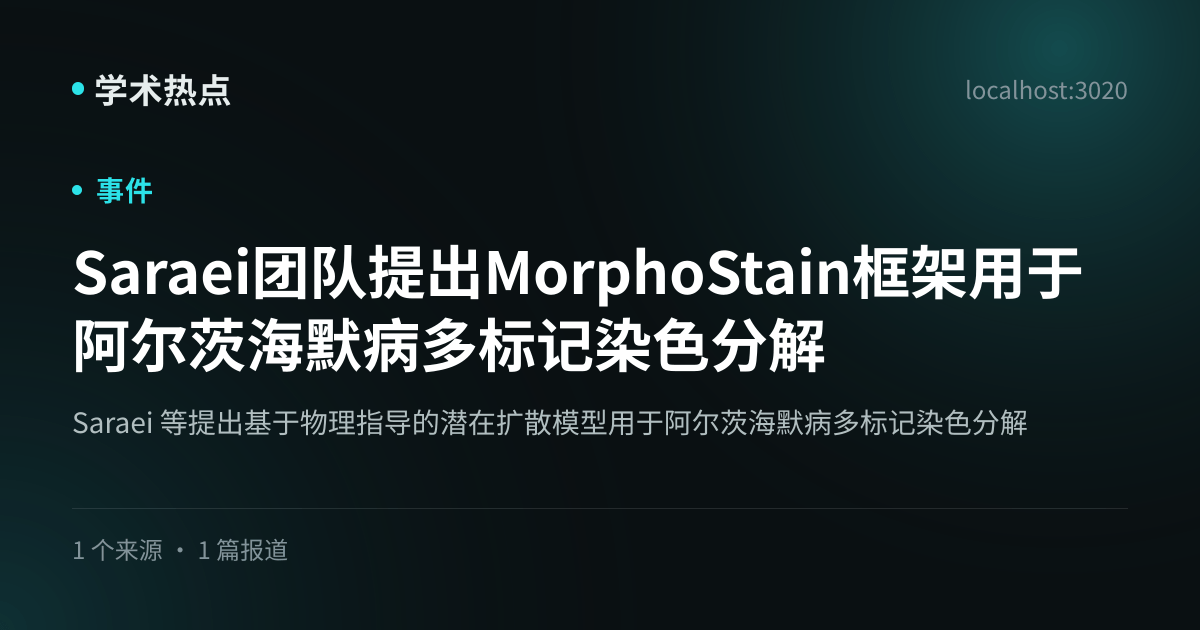 学术热点
localhost:3020
事件
Saraei团队提出MorphoStain框架用于
阿尔茨海默病多标记染色分解
Saraei 等提出基于物理指导的潜在扩散模型用于阿尔茨海默病多标记染色分解
1 个来源 · 1 篇报道